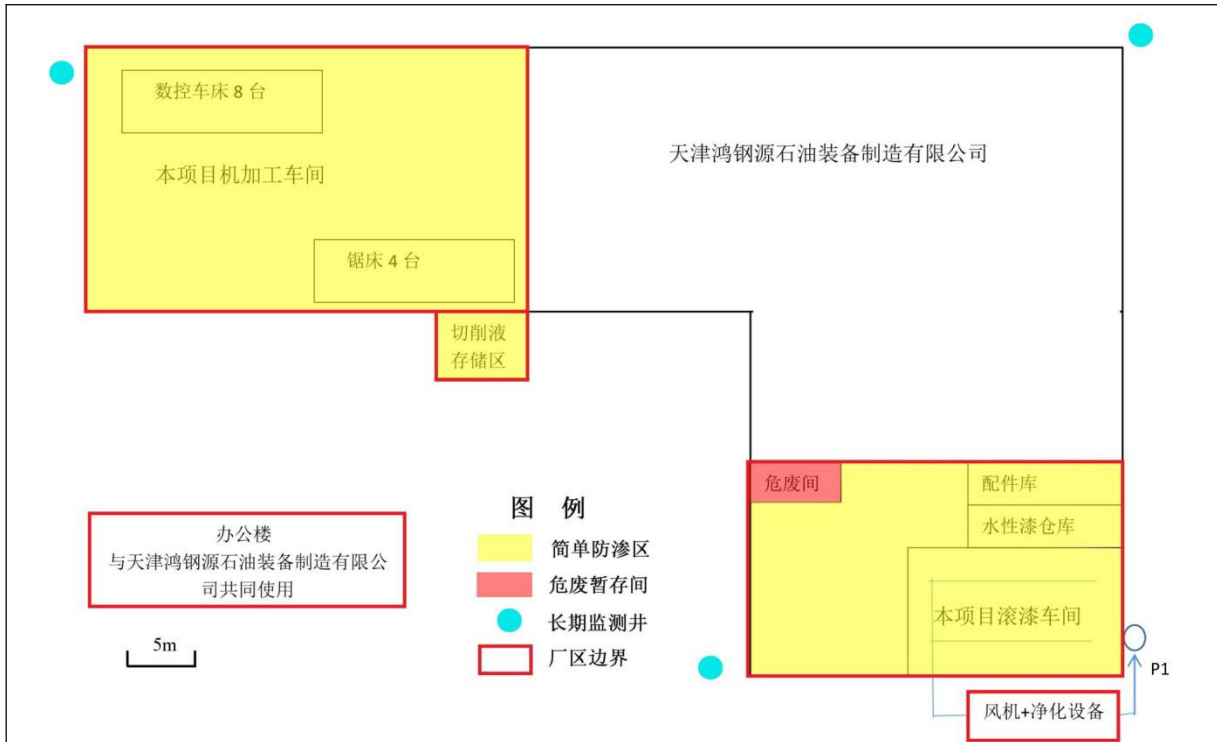 数控车床 8 台
本项目机加工车间
天津鸿钢源石油装备制造有限公司
锯床 4 台
切削液
存储区
危废间
配件库
水性漆仓库
本项目滚漆车间
办公楼
与天津鸿钢源石油装备制造有限公
司共同使用
5m
图 例
简单防渗区
危废暂存间
长期监测井
厂区边界
P1
风机+净化设备